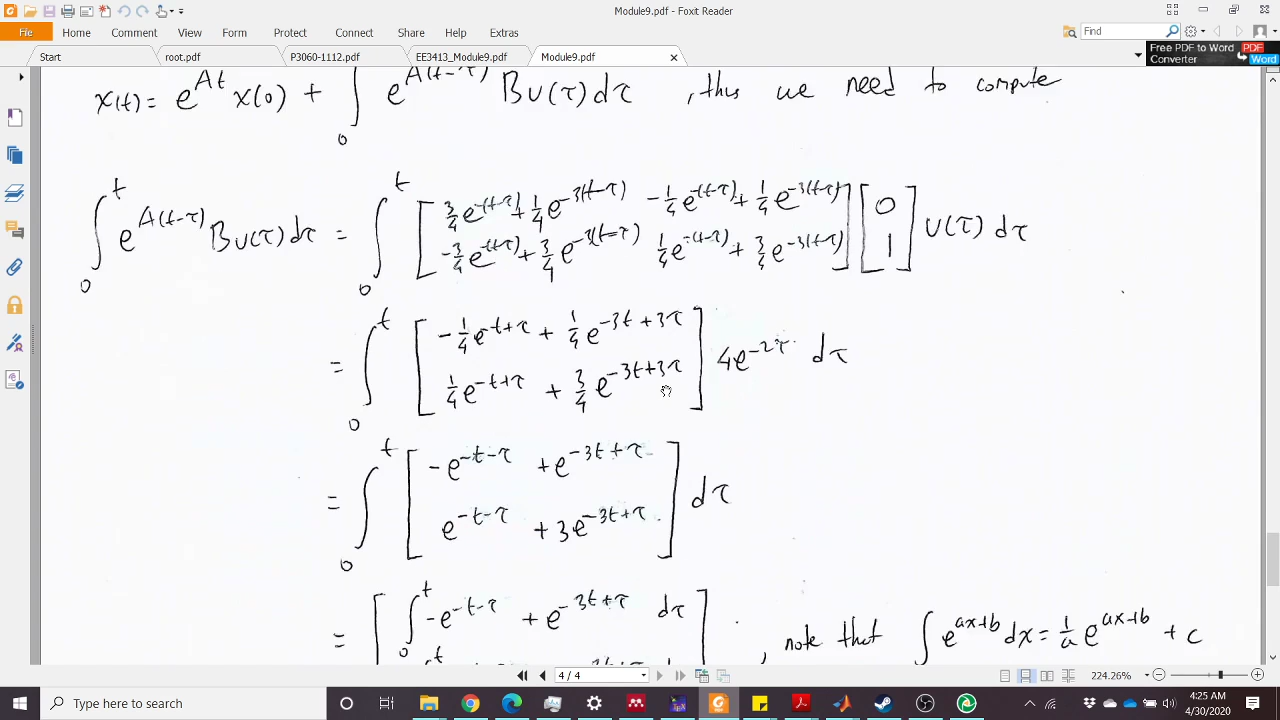 Module9.pdf - Foxit Reader
File Home Comment View Form Protect Connect Share Help Extras
Find
Start root.pdf P3060-1112.pdf EE3413_Module9.pdf Module9.pdf
Free PDF to Word Converter PDF Word
x(t) = e^{At} x(0) + ∫_0 e^{A(t-τ)} B u(τ) dτ , thus we need to compute
∫_0^t e^{A(t-τ)} B u(τ) dτ = ∫_0^t [ 3/4 e^{-(t-τ)} + 1/4 e^{-3(t-τ)} -1/4 e^{-(t-τ)} + 1/4 e^{-3(t-τ)} ] [ 0 ] u(τ) dτ
-3/4 e^{-(t-τ)} + 3/4 e^{-3(t-τ)} 1/4 e^{-(t-τ)} + 3/4 e^{-3(t-τ)} 1
= ∫_0^t [ -1/4 e^{-t+τ} + 1/4 e^{-3t+3τ} ] 4e^{-2τ} dτ
1/4 e^{-t+τ} + 3/4 e^{-3t+3τ}
= ∫_0^t [ -e^{-t-τ} + e^{-3t+τ} ] dτ
e^{-t-τ} + 3e^{-3t+τ}
= [ ∫_0^t -e^{-t-τ} + e^{-3t+τ} dτ ] , note that ∫ e^{ax+b} dx = 1/a e^{ax+b} + c
4 / 4 224.26%
Type here to search 4:25 AM
4/30/2020